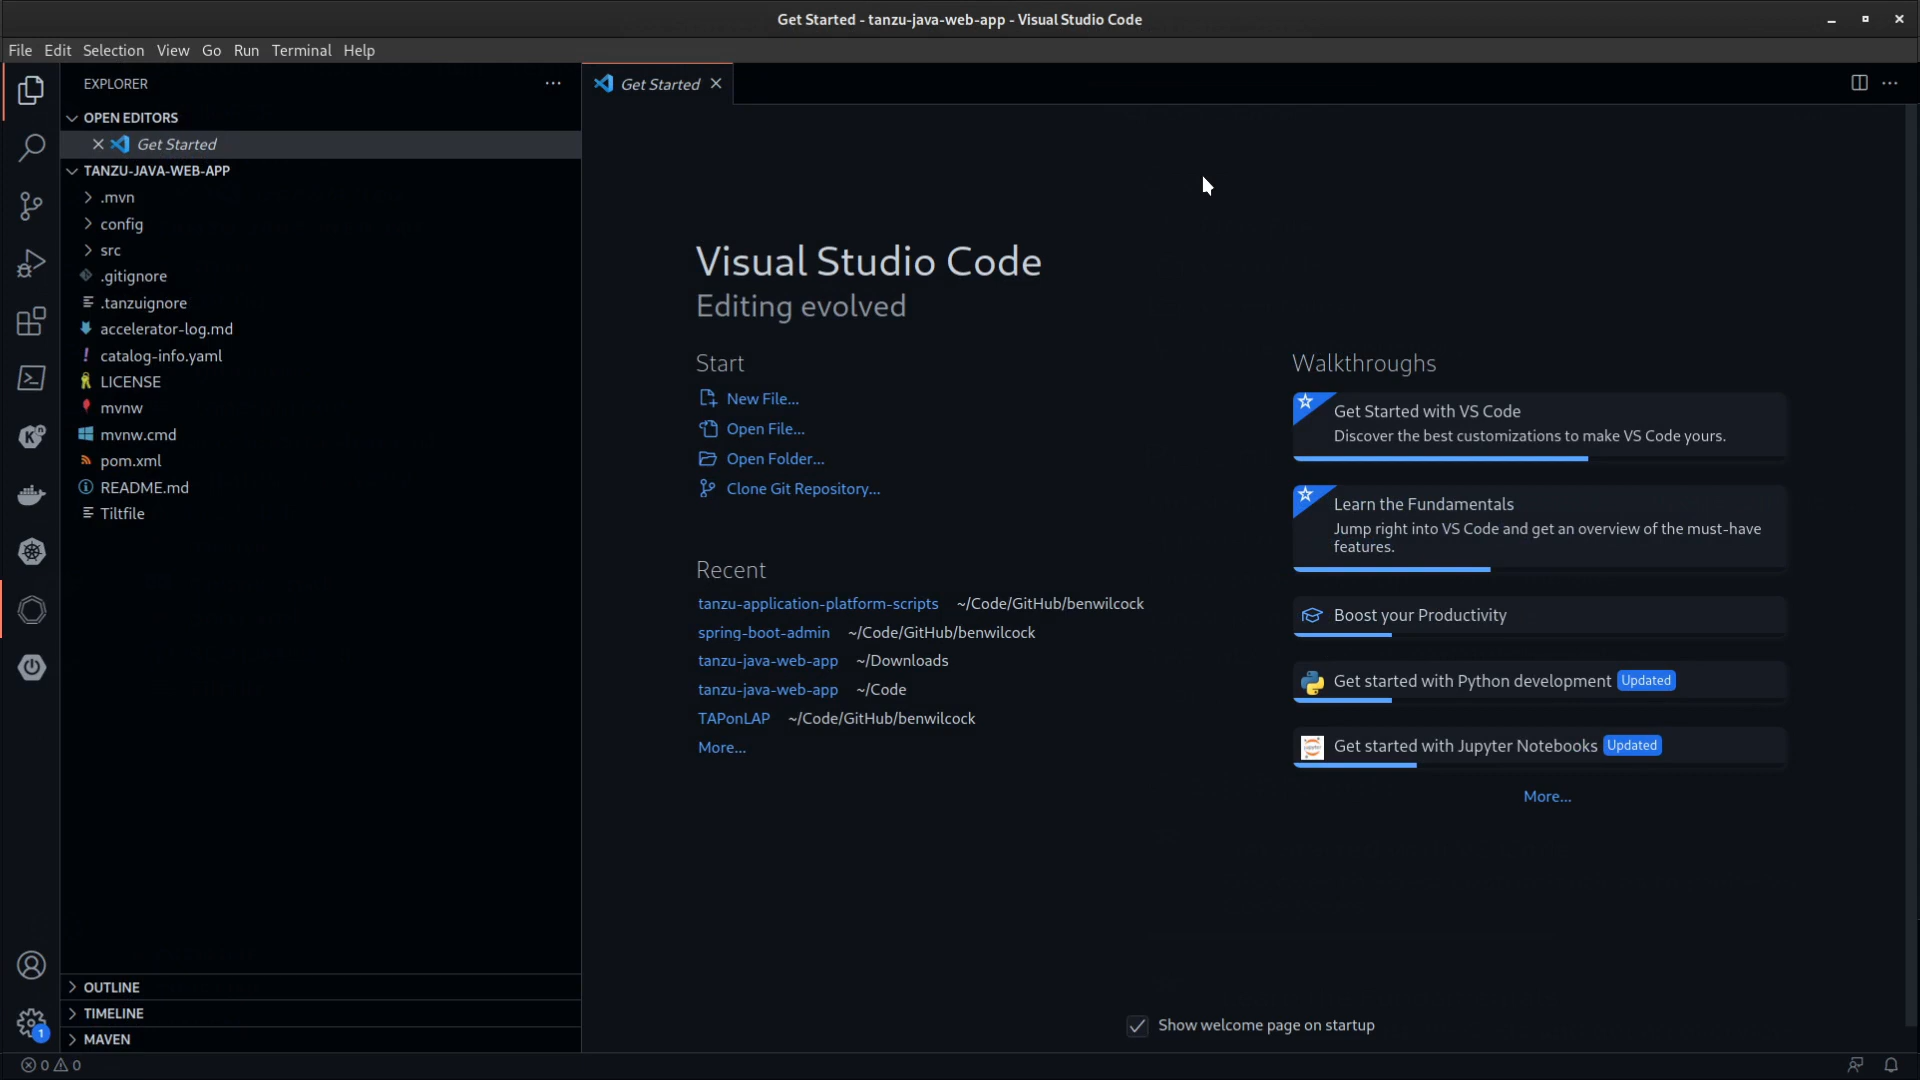 Get Started - tanzu-java-web-app - Visual Studio Code
File Edit Selection View Go Run Terminal Help
EXPLORER
OPEN EDITORS
Get Started
TANZU-JAVA-WEB-APP
.mvn
config
src
.gitignore
.tanzuignore
accelerator-log.md
catalog-info.yaml
LICENSE
mvnw
mvnw.cmd
pom.xml
README.md
Tiltfile
OUTLINE
TIMELINE
MAVEN
1
0 0
Get Started
Visual Studio Code
Editing evolved
Start
New File...
Open File...
Open Folder...
Clone Git Repository...
Recent
tanzu-application-platform-scripts ~/Code/GitHub/benwilcock
spring-boot-admin ~/Code/GitHub/benwilcock
tanzu-java-web-app ~/Downloads
tanzu-java-web-app ~/Code
TAPonLAP ~/Code/GitHub/benwilcock
More...
Walkthroughs
Get Started with VS Code
Discover the best customizations to make VS Code yours.
Learn the Fundamentals
Jump right into VS Code and get an overview of the must-have
features.
Boost your Productivity
Get started with Python development Updated
Get started with Jupyter Notebooks Updated
More...
Show welcome page on startup